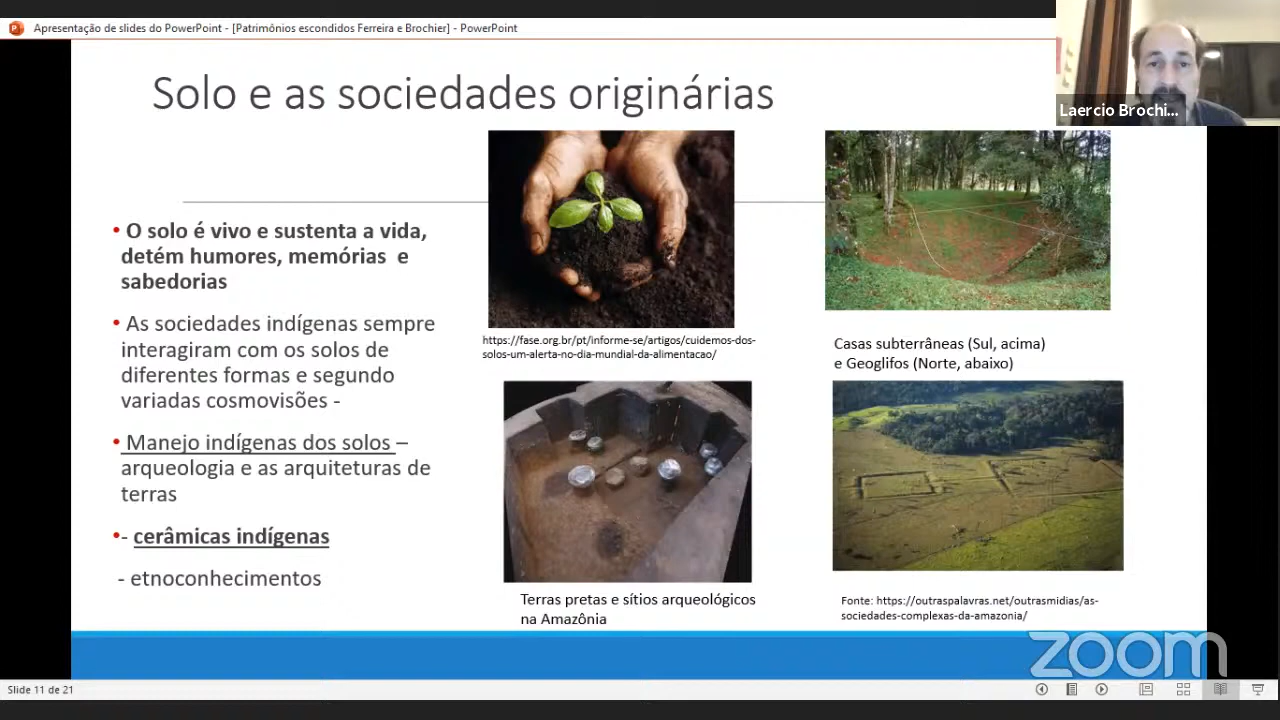 Apresentação de slides do PowerPoint - [Patrimônios escondidos Ferreira e Brochier] - PowerPoint
Laercio Brochi...
Solo e as sociedades originárias
• O solo é vivo e sustenta a vida,
detém humores, memórias e
sabedorias
• As sociedades indígenas sempre
interagiram com os solos de
diferentes formas e segundo
variadas cosmovisões -
• Manejo indígenas dos solos –
arqueologia e as arquiteturas de
terras
•- cerâmicas indígenas
- etnoconhecimentos
https://fase.org.br/pt/informe-se/artigos/cuidemos-dos-
solos-um-alerta-no-dia-mundial-da-alimentacao/
Casas subterrâneas (Sul, acima)
e Geoglifos (Norte, abaixo)
Terras pretas e sítios arqueológicos
na Amazônia
Fonte: https://outraspalavras.net/outrasmidias/as-
sociedades-complexas-da-amazonia/
zoom
Slide 11 de 21